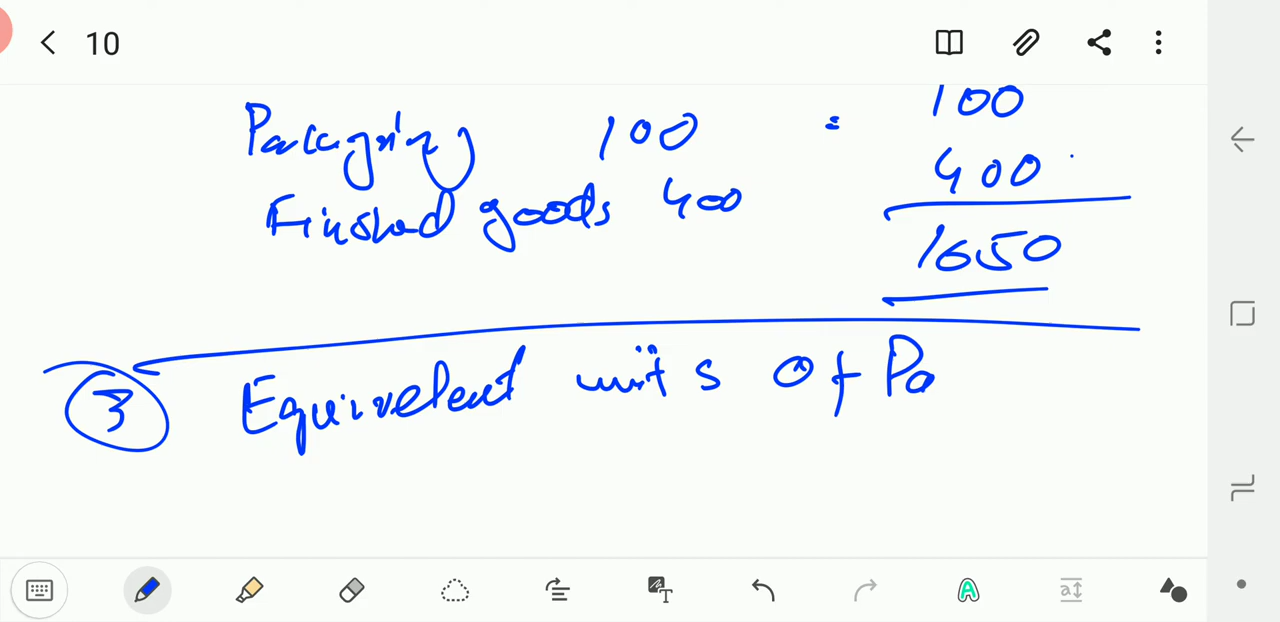 10
100
Packaging 100 =
400
Finished goods 400
1650
3 Equivalent units Of Pa
T
A
a